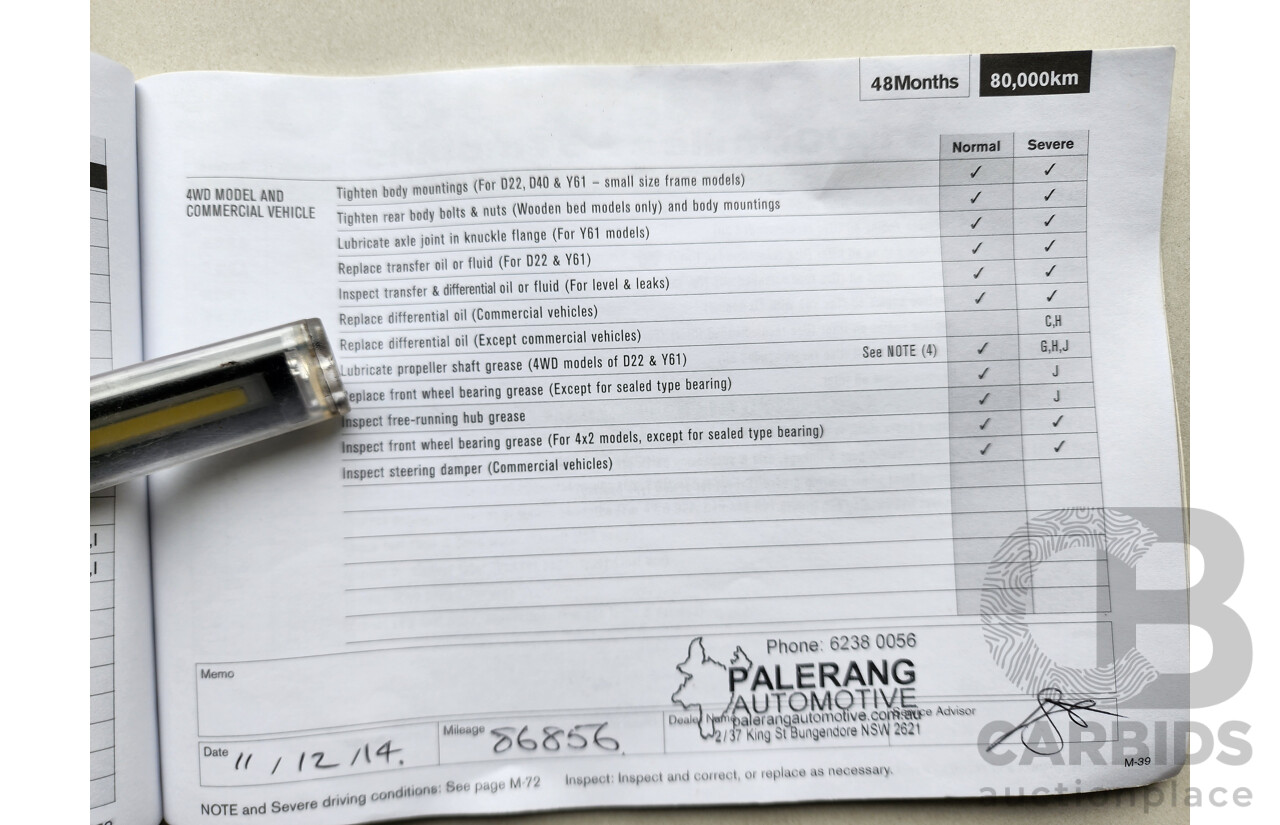 48Months 80,000km
Normal Severe
4WD MODEL AND
COMMERCIAL VEHICLE
Tighten body mountings (For D22, D40 & Y61 – small size frame models) ✓ ✓
Tighten rear body bolts & nuts (Wooden bed models only) and body mountings ✓ ✓
Lubricate axle joint in knuckle flange (For Y61 models) ✓ ✓
Replace transfer oil or fluid (For D22 & Y61) ✓ ✓
Inspect transfer & differential oil or fluid (For level & leaks) ✓ ✓
Replace differential oil (Commercial vehicles) ✓ ✓
Replace differential oil (Except commercial vehicles) C,H
Lubricate propeller shaft grease (4WD models of D22 & Y61) See NOTE (4) ✓ G,H,J
eplace front wheel bearing grease (Except for sealed type bearing) ✓ J
Inspect free-running hub grease ✓ J
Inspect front wheel bearing grease (For 4x2 models, except for sealed type bearing) ✓ ✓
Inspect steering damper (Commercial vehicles) ✓ ✓
,I
,I
Memo
Phone: 6238 0056
PALERANG
AUTOMOTIVE
palerangautomotive.com.au
2/37 King St Bungendore NSW 2621
Date 11 / 12 /14.
Mileage 86856.
Dealer Name
Service Advisor
M-39
NOTE and Severe driving conditions: See page M-72 Inspect: Inspect and correct, or replace as necessary.
CARBIDS
auctionplace